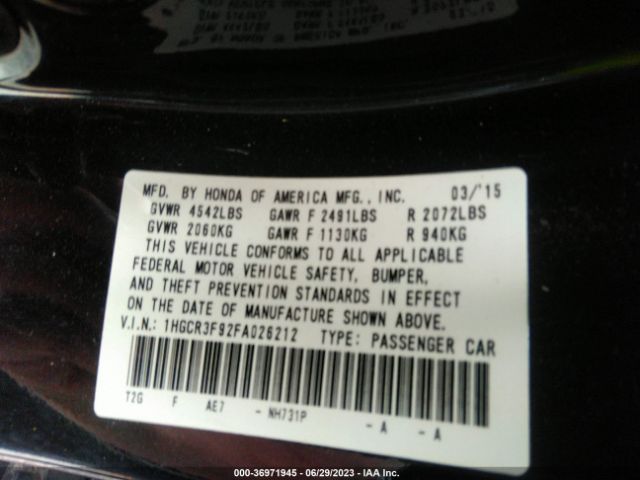 MFD. BY HONDA OF AMERICA MFG., INC. 03/'15
GVWR 4542LBS GAWR F 2491LBS R 2072LBS
GVWR 2060KG GAWR F 1130KG R 940KG
THIS VEHICLE CONFORMS TO ALL APPLICABLE
FEDERAL MOTOR VEHICLE SAFETY, BUMPER,
AND THEFT PREVENTION STANDARDS IN EFFECT
ON THE DATE OF MANUFACTURE SHOWN ABOVE.
V.I.N.: 1HGCR3F92FA026212 TYPE: PASSENGER CAR
T2G F AE7 - NH731P - A - A
000-36971945 - 06/29/2023 - IAA Inc.